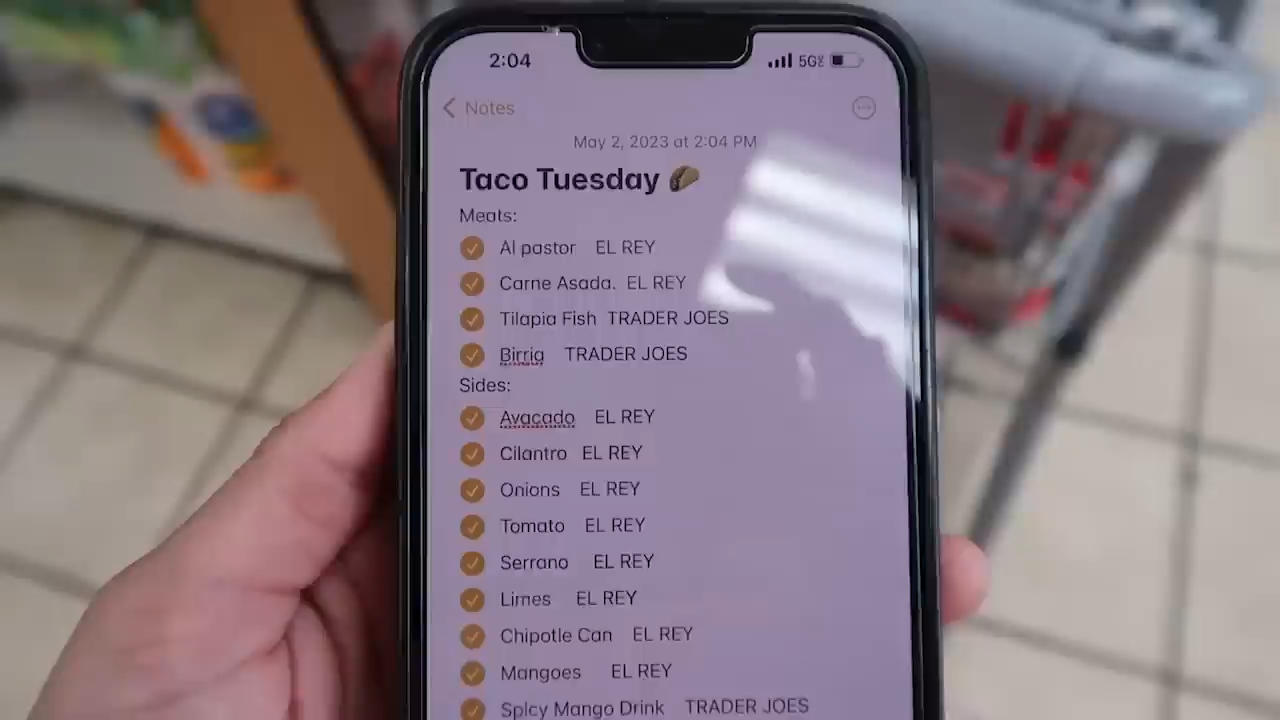 2:04 5G
Notes
May 2, 2023 at 2:04 PM
Taco Tuesday 🌮
Meats:
Al pastor EL REY
Carne Asada. EL REY
Tilapia Fish TRADER JOES
Birria TRADER JOES
Sides:
Avacado EL REY
Cilantro EL REY
Onions EL REY
Tomato EL REY
Serrano EL REY
Limes EL REY
Chipotle Can EL REY
Mangoes EL REY
Spicy Mango Drink TRADER JOES